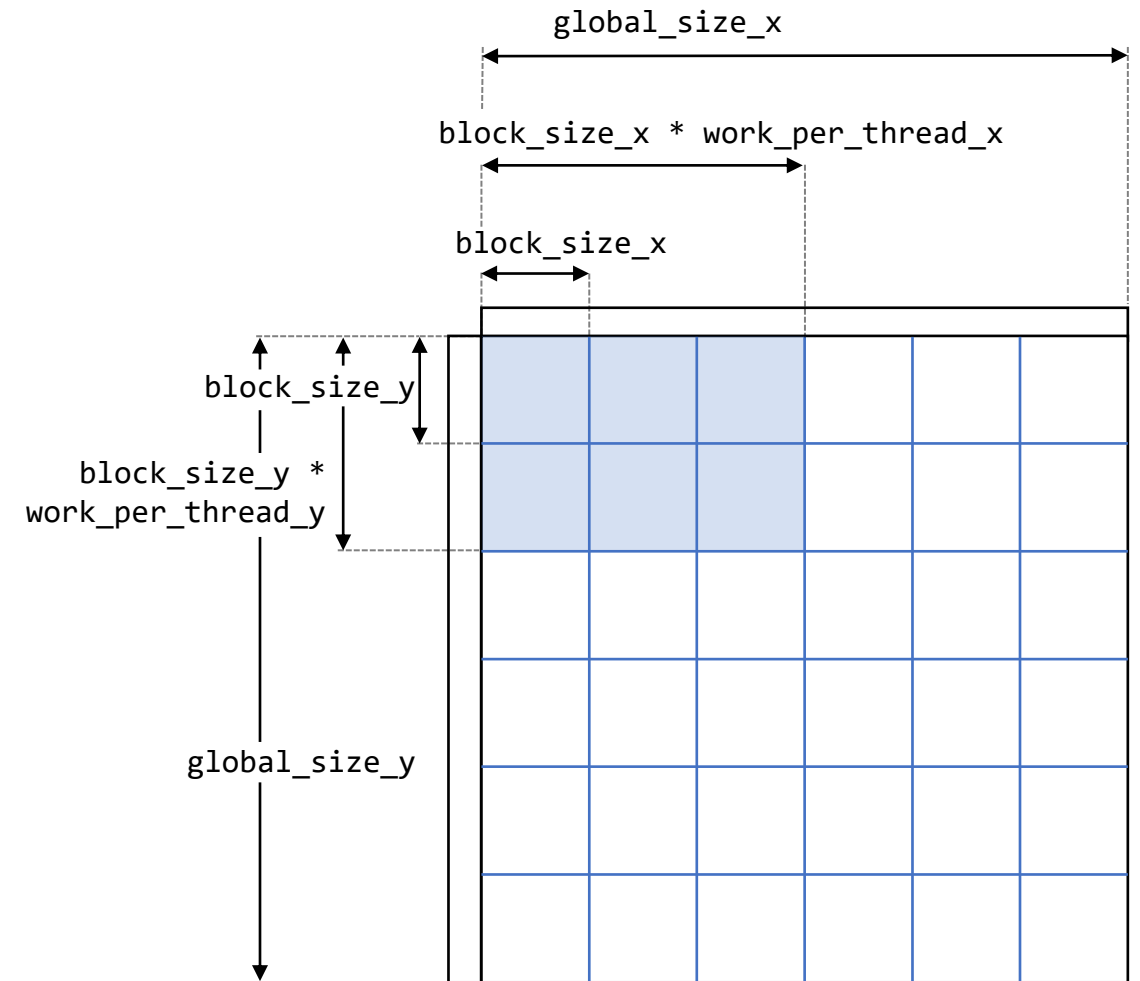 global_size_x
block_size_x * work_per_thread_x
block_size_x
block_size_y
block_size_y *
work_per_thread_y
global_size_y